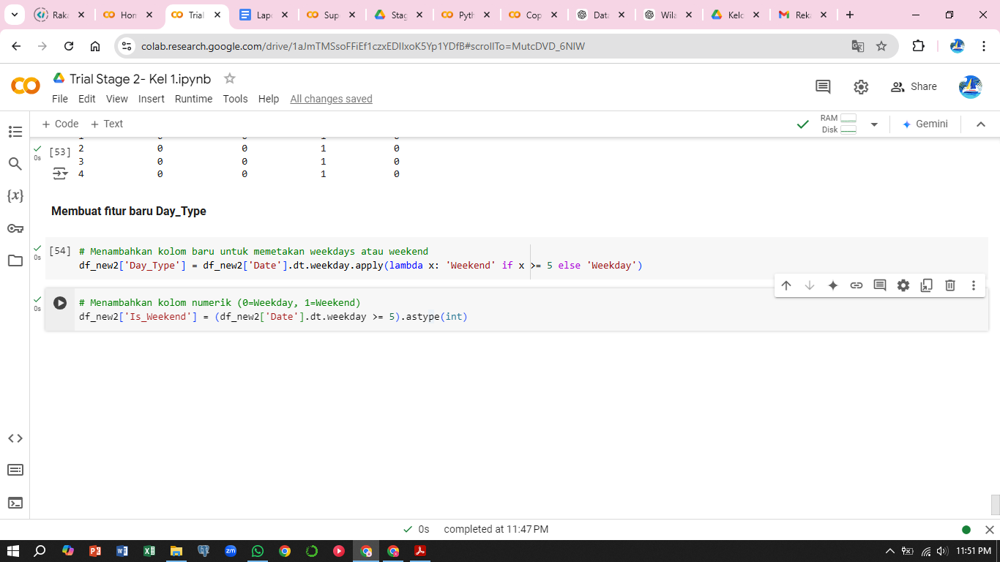 Raka
Hon
Trial
Lapo
Supe
Stag
Pyth
Cop
Data
Wila
Kelo
Reka
colab.research.google.com/drive/1aJmTMSsoFFiEf1czxEDIIxoK5Yp1YDfB#scrollTo=MutcDVD_6NIW
Trial Stage 2- Kel 1.ipynb
File Edit View Insert Runtime Tools Help All changes saved
Share
+ Code + Text
RAM
Disk
Gemini
[53] 2 0 0 1 0
0s
3 0 0 1 0
4 0 0 1 0
Membuat fitur baru Day_Type
[54] # Menambahkan kolom baru untuk memetakan weekdays atau weekend
0s
df_new2['Day_Type'] = df_new2['Date'].dt.weekday.apply(lambda x: 'Weekend' if x >= 5 else 'Weekday')
# Menambahkan kolom numerik (0=Weekday, 1=Weekend)
0s
df_new2['Is_Weekend'] = (df_new2['Date'].dt.weekday >= 5).astype(int)
0s completed at 11:47 PM
zm
11:51 PM